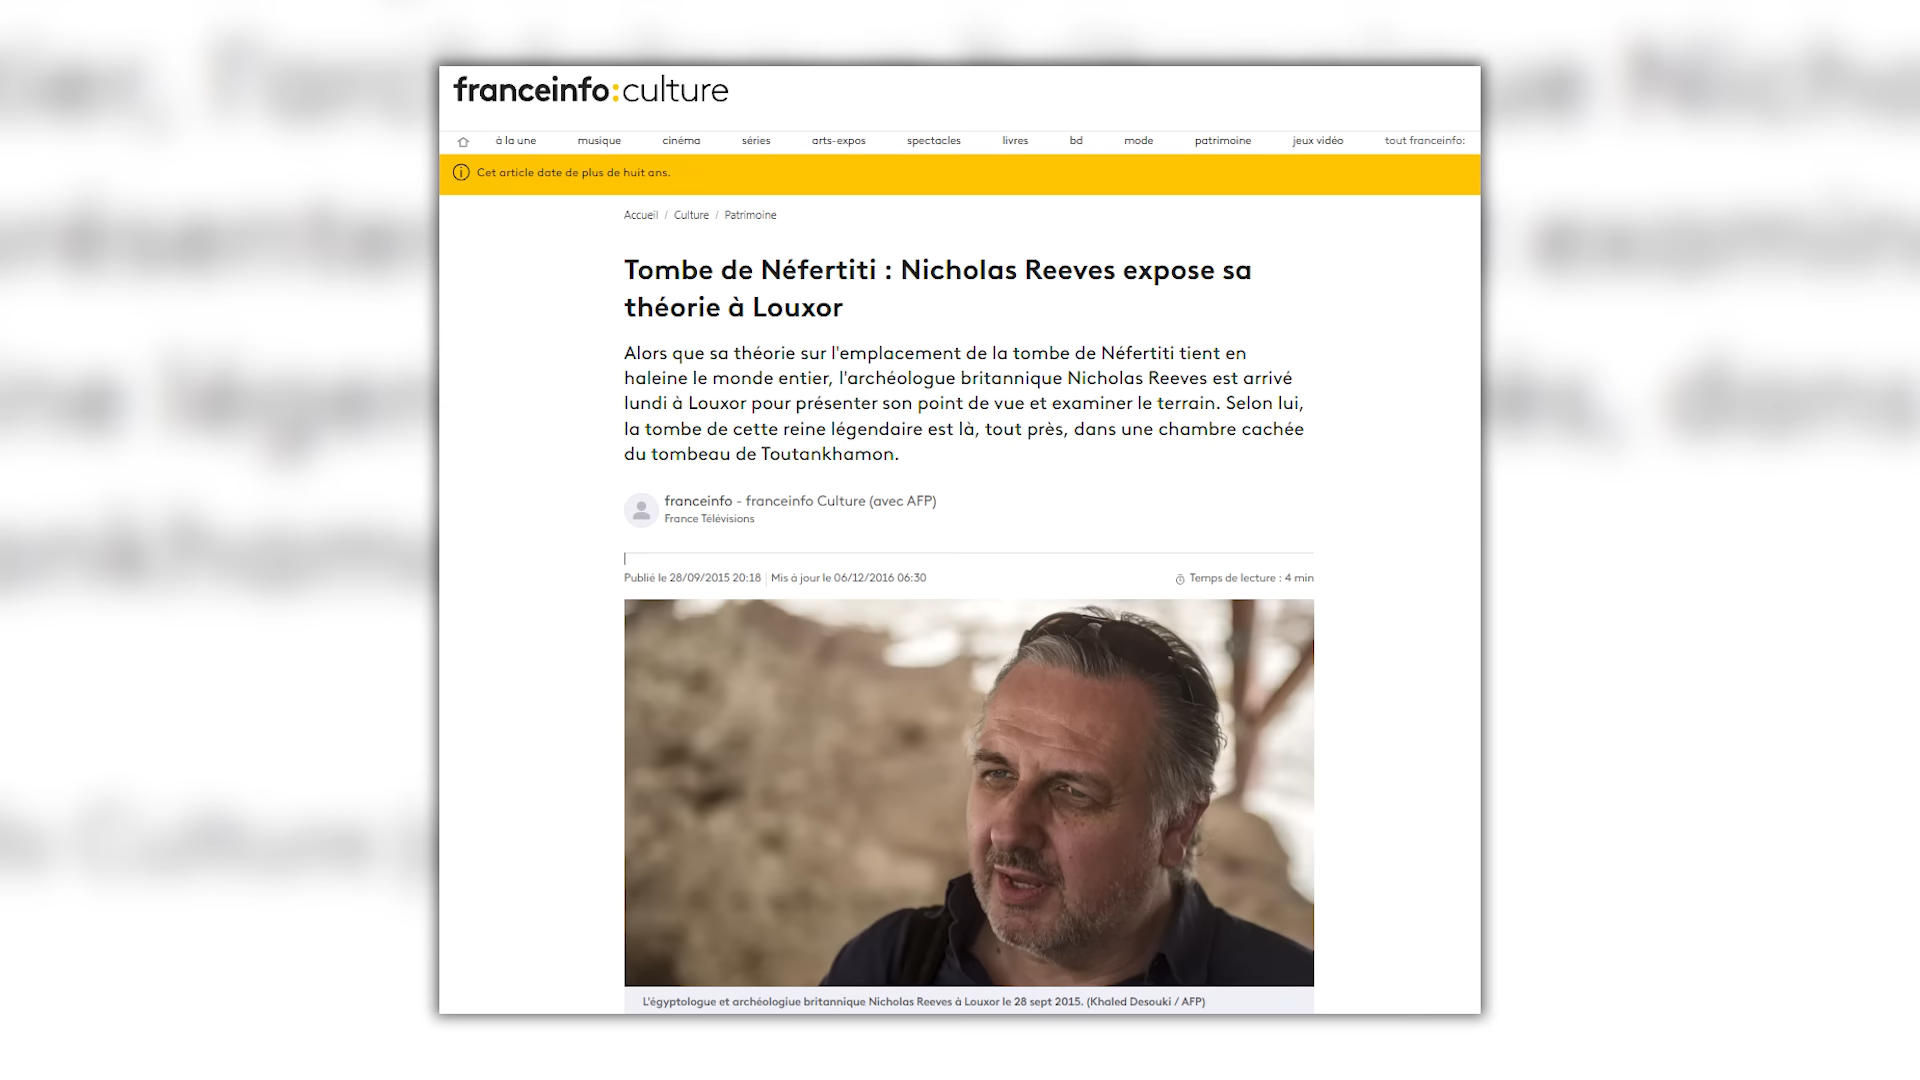 franceinfo:culture
à la une musique cinéma séries arts-expos spectacles livres bd mode patrimoine jeux vidéo tout franceinfo:
Cet article date de plus de huit ans.
Accueil / Culture / Patrimoine
Tombe de Néfertiti : Nicholas Reeves expose sa
théorie à Louxor
Alors que sa théorie sur l'emplacement de la tombe de Néfertiti tient en
haleine le monde entier, l'archéologue britannique Nicholas Reeves est arrivé
lundi à Louxor pour présenter son point de vue et examiner le terrain. Selon lui,
la tombe de cette reine légendaire est là, tout près, dans une chambre cachée
du tombeau de Toutankhamon.
franceinfo - franceinfo Culture (avec AFP)
France Télévisions
Publié le 28/09/2015 20:18 | Mis à jour le 06/12/2016 06:30 Temps de lecture : 4 min
L'égyptologue et archéologiue britannique Nicholas Reeves à Louxor le 28 sept 2015. (Khaled Desouki / AFP)